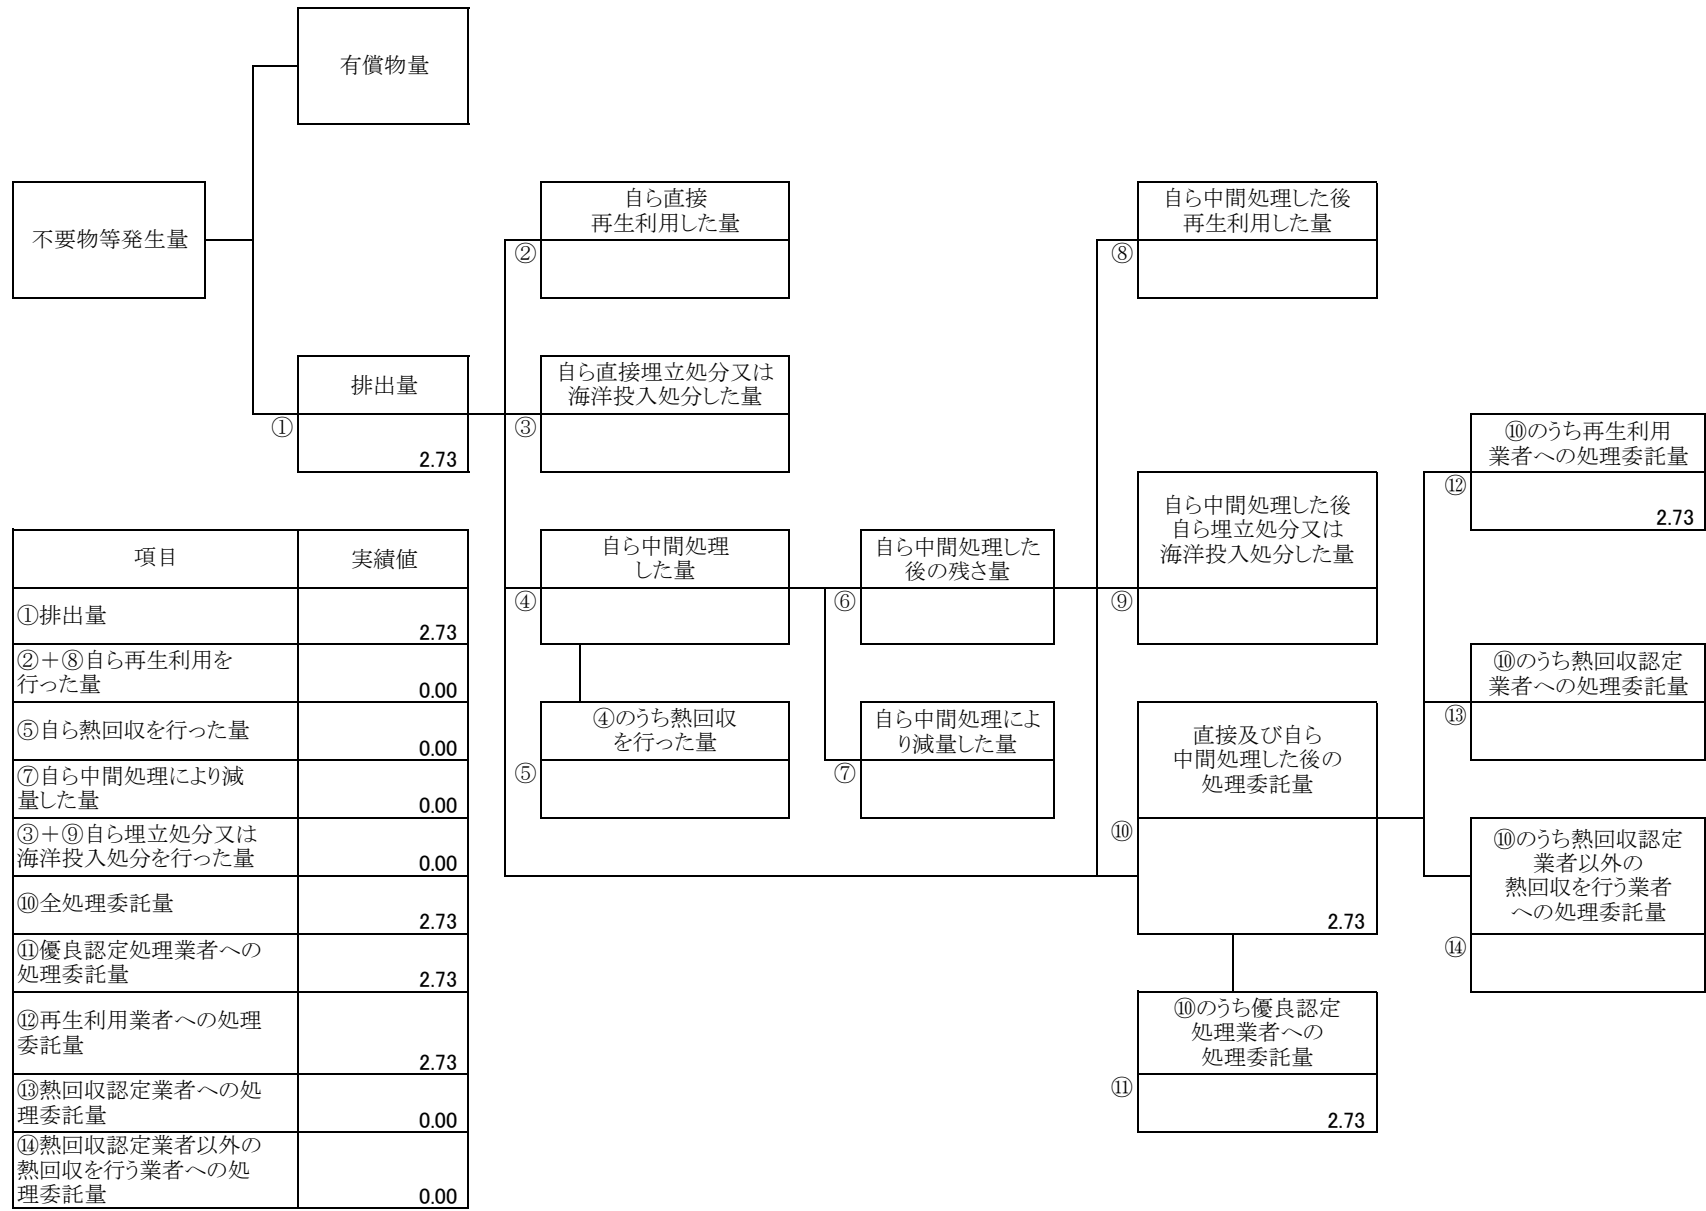 有償物量
不要物等発生量
自ら直接
再生利用した量
②
自ら中間処理した後
再生利用した量
⑧
排出量
①
2.73
自ら直接埋立処分又は
海洋投入処分した量
③
⑩のうち再生利用
業者への処理委託量
⑫
2.73
自ら中間処理した後
自ら埋立処分又は
海洋投入処分した量
⑨
自ら中間処理
した量
④
自ら中間処理した
後の残さ量
⑥
⑩のうち熱回収認定
業者への処理委託量
⑬
④のうち熱回収
を行った量
⑤
自ら中間処理によ
り減量した量
⑦
直接及び自ら
中間処理した後の
処理委託量
⑩
2.73
⑩のうち熱回収認定
業者以外の
熱回収を行う業者
への処理委託量
⑭
⑩のうち優良認定
処理業者への
処理委託量
⑪
2.73
項目
実績値
①排出量
2.73
②＋⑧自ら再生利用を
行った量
0.00
⑤自ら熱回収を行った量
0.00
⑦自ら中間処理により減
量した量
0.00
③＋⑨自ら埋立処分又は
海洋投入処分を行った量
0.00
⑩全処理委託量
2.73
⑪優良認定処理業者への
処理委託量
2.73
⑫再生利用業者への処理
委託量
2.73
⑬熱回収認定業者への処
理委託量
0.00
⑭熱回収認定業者以外の
熱回収を行う業者への処
理委託量
0.00